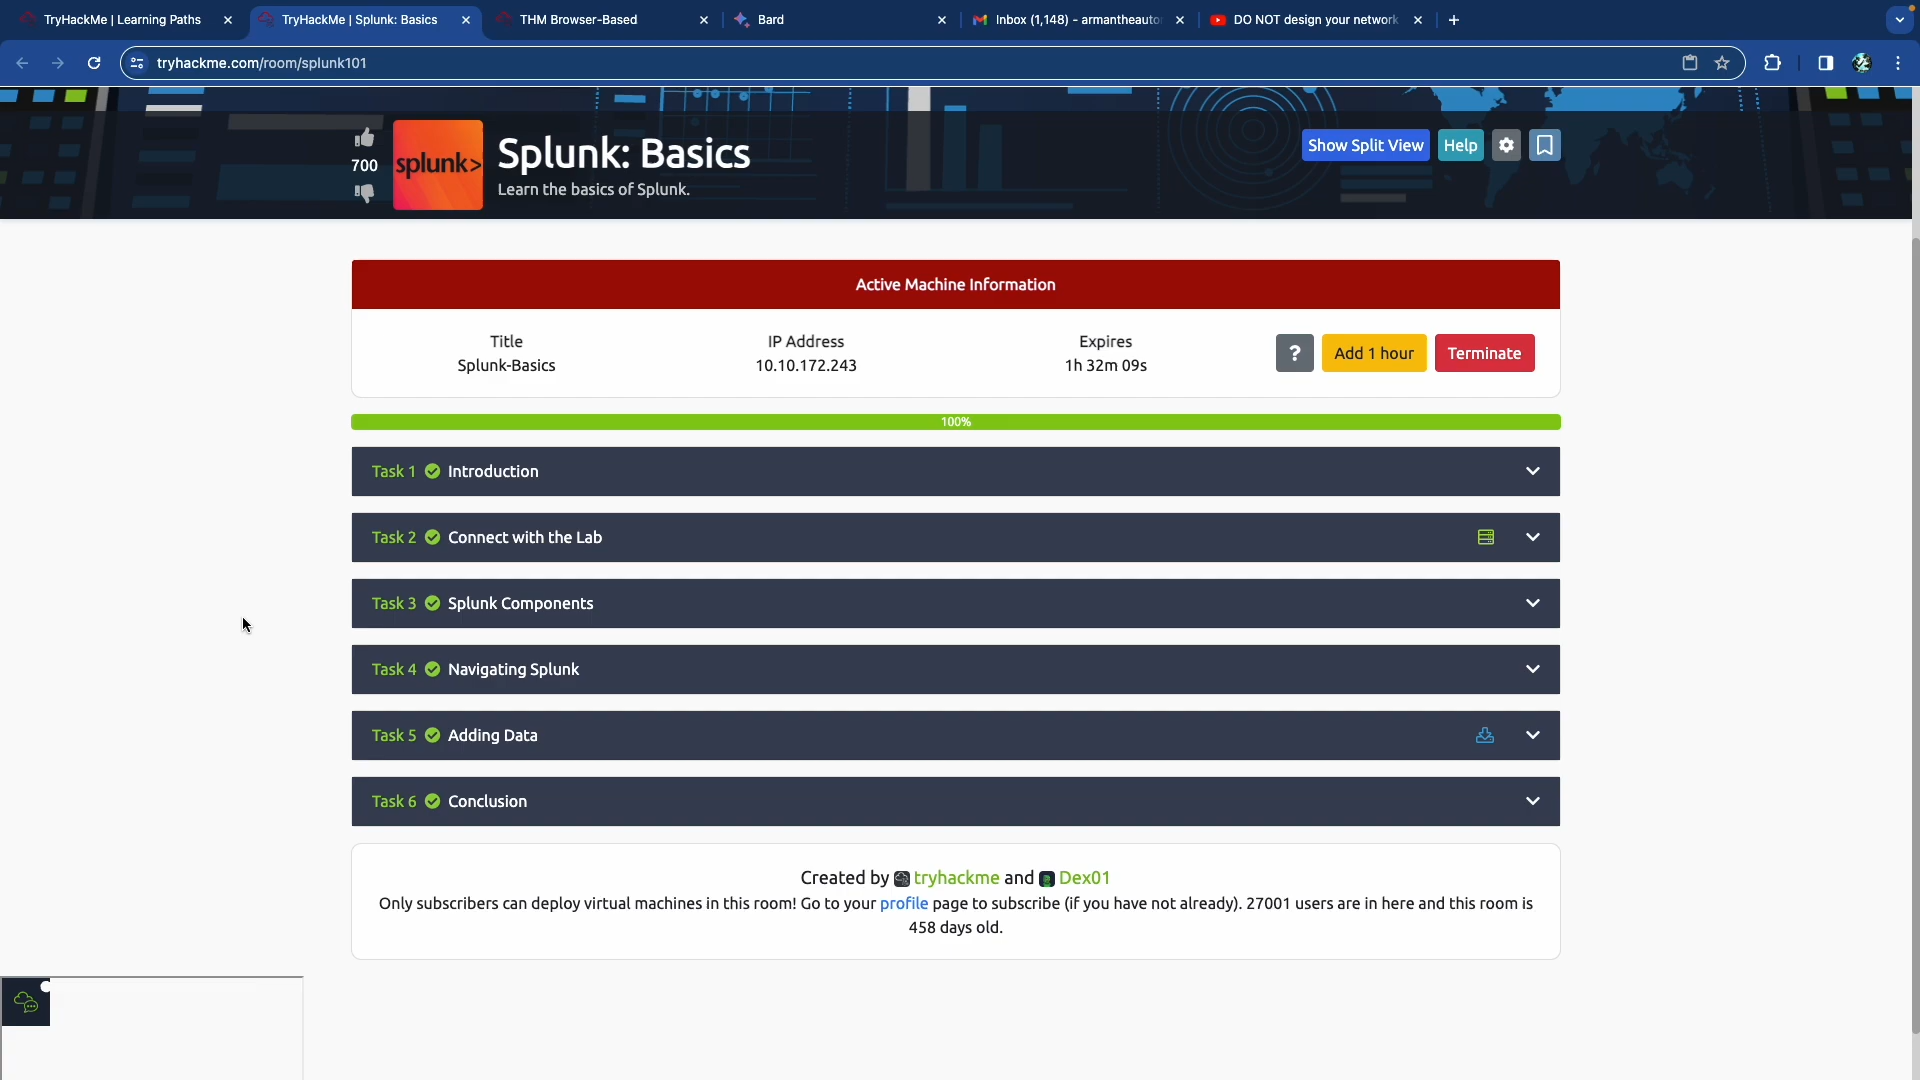 TryHackMe | Learning Paths
TryHackMe | Splunk: Basics
THM Browser-Based
Bard
Inbox (1,148) - armantheautom
DO NOT design your network
tryhackme.com/room/splunk101
700
splunk>
Splunk: Basics
Learn the basics of Splunk.
Show Split View
Help
Active Machine Information
Title
IP Address
Expires
Splunk-Basics
10.10.172.243
1h 32m 09s
?
Add 1 hour
Terminate
100%
Task 1 Introduction
Task 2 Connect with the Lab
Task 3 Splunk Components
Task 4 Navigating Splunk
Task 5 Adding Data
Task 6 Conclusion
Created by tryhackme and Dex01
Only subscribers can deploy virtual machines in this room! Go to your profile page to subscribe (if you have not already). 27001 users are in here and this room is
458 days old.